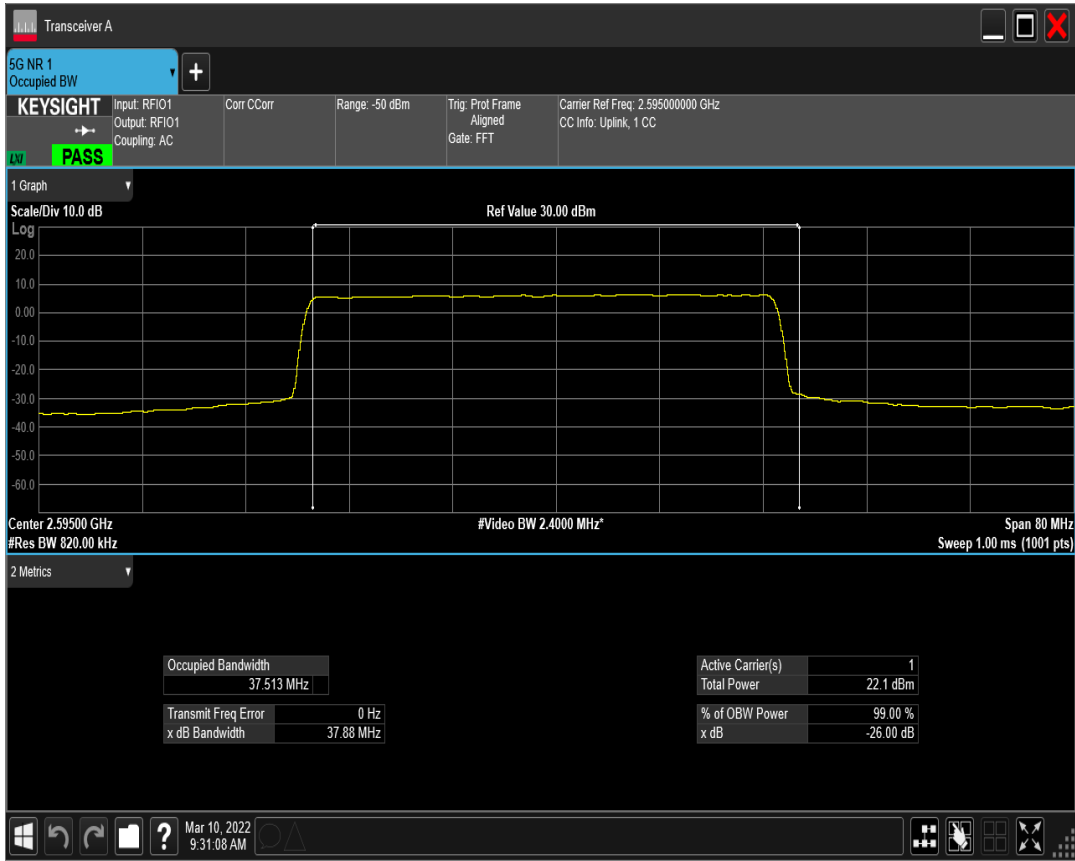 Transceiver A
5G NR 1
Occupied BW
+
KEYSIGHT
LXI
PASS
Input: RFIO1
Output: RFIO1
Coupling: AC
Corr CCorr
Range: -50 dBm
Trig: Prot Frame
Aligned
Gate: FFT
Carrier Ref Freq: 2.595000000 GHz
CC Info: Uplink, 1 CC
1 Graph
Scale/Div 10.0 dB
Ref Value 30.00 dBm
Log
20.0
10.0
0.00
-10.0
-20.0
-30.0
-40.0
-50.0
-60.0
Center 2.59500 GHz
#Video BW 2.4000 MHz*
Span 80 MHz
#Res BW 820.00 kHz
Sweep 1.00 ms (1001 pts)
2 Metrics
Occupied Bandwidth
37.513 MHz
Transmit Freq Error 0 Hz
x dB Bandwidth 37.88 MHz
Active Carrier(s) 1
Total Power 22.1 dBm
% of OBW Power 99.00 %
x dB -26.00 dB
?
Mar 10, 2022
9:31:08 AM